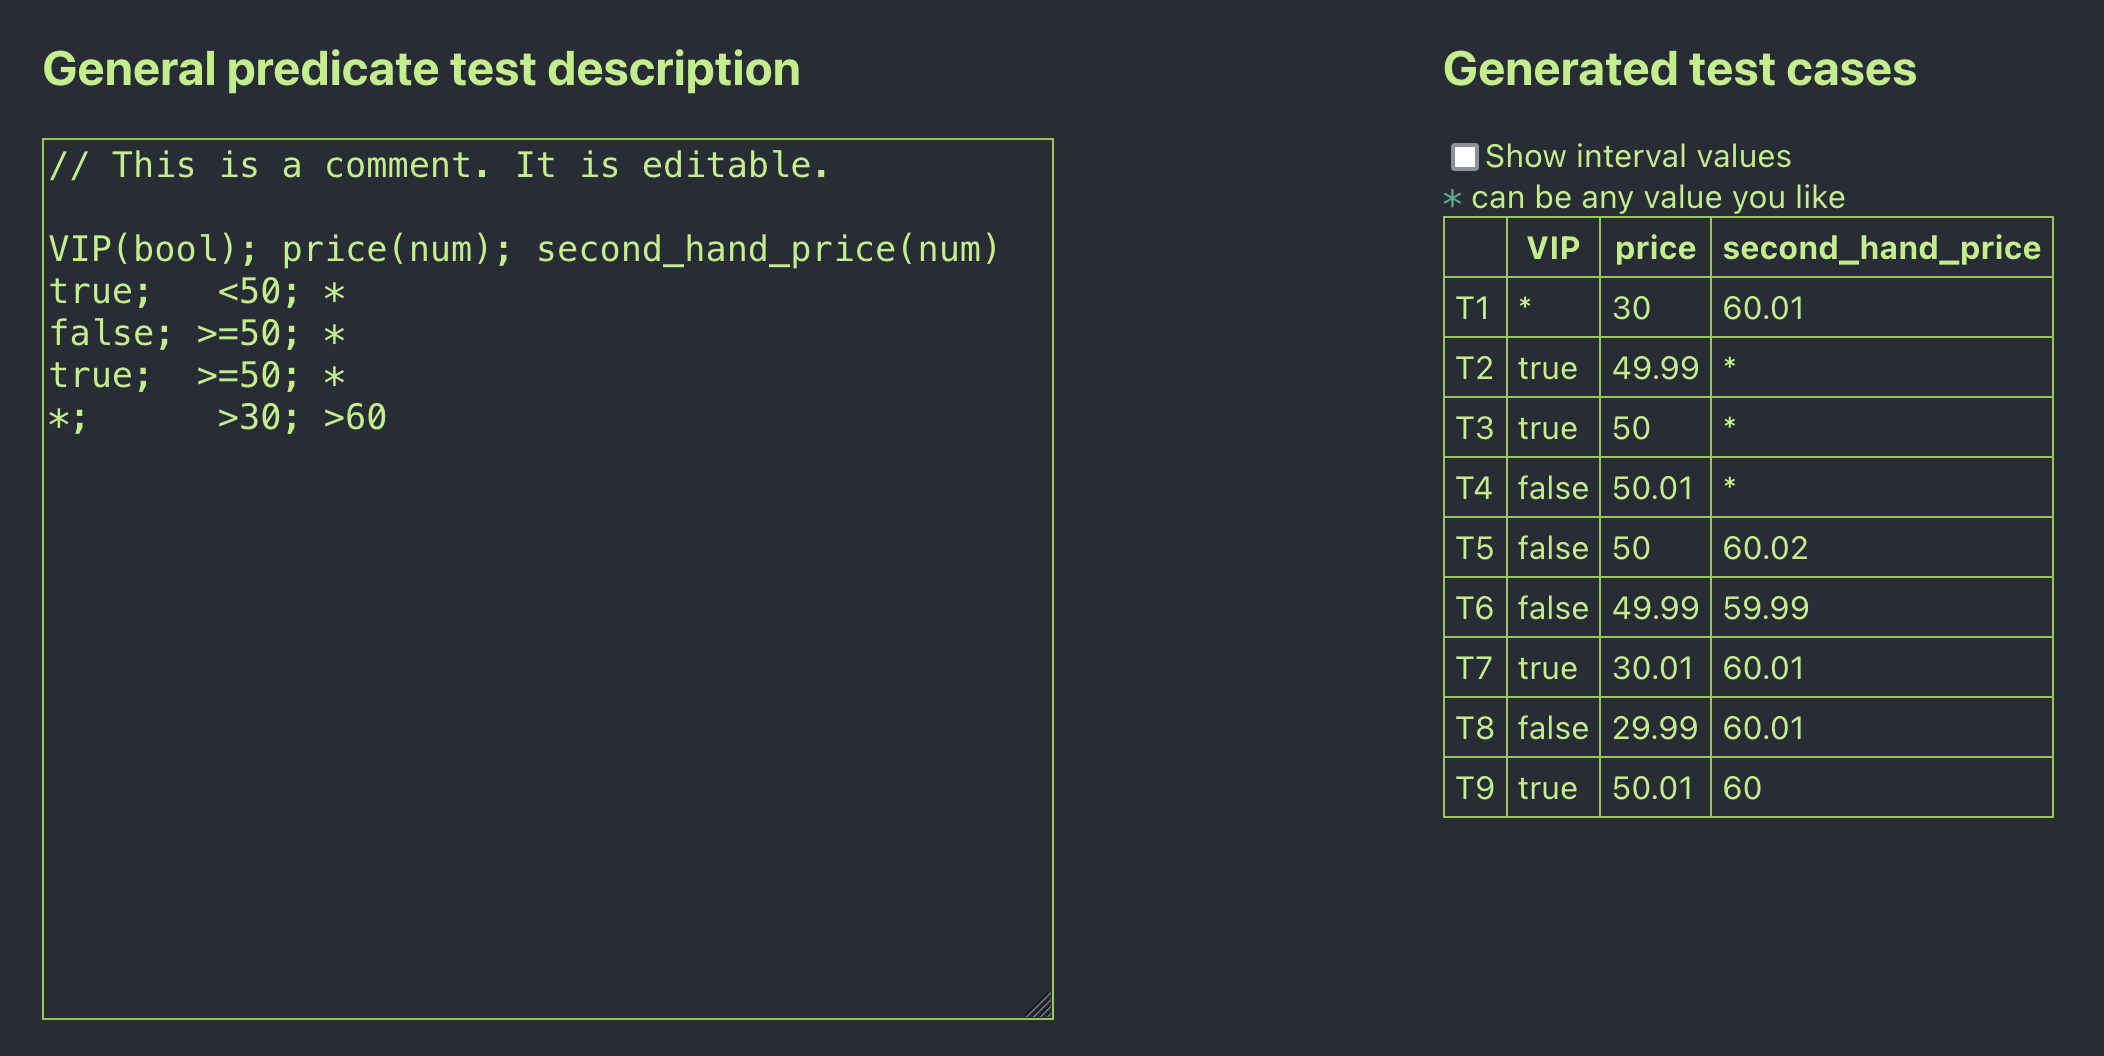 General predicate test description
// This is a comment. It is editable.
VIP(bool); price(num); second_hand_price(num)
true;   <50; *
false; >=50; *
true;  >=50; *
*;      >30; >60
Generated test cases
Show interval values
* can be any value you like
VIP price second_hand_price
T1 * 30 60.01
T2 true 49.99 *
T3 true 50 *
T4 false 50.01 *
T5 false 50 60.02
T6 false 49.99 59.99
T7 true 30.01 60.01
T8 false 29.99 60.01
T9 true 50.01 60